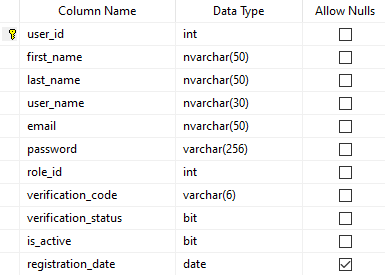 Column Name Data Type Allow Nulls
user_id int
first_name nvarchar(50)
last_name nvarchar(50)
user_name nvarchar(30)
email nvarchar(50)
password varchar(256)
role_id int
verification_code varchar(6)
verification_status bit
is_active bit
registration_date date